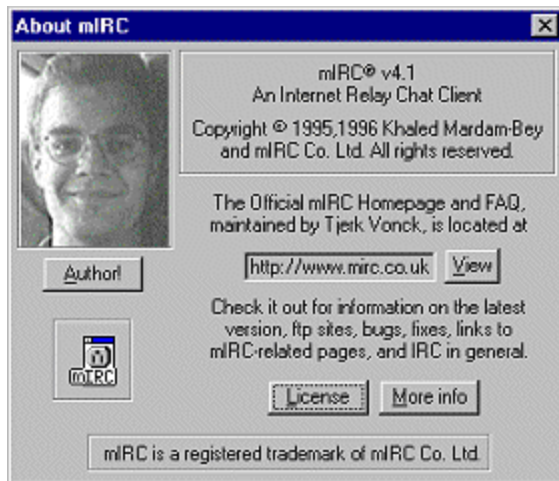 About mIRC
mIRC® v4.1
An Internet Relay Chat Client
Copyright © 1995,1996 Khaled Mardam-Bey
and mIRC Co. Ltd. All rights reserved.
The Official mIRC Homepage and FAQ,
maintained by Tjerk Vonck, is located at
Author!
http://www.mirc.co.uk View
Check it out for information on the latest
version, ftp sites, bugs, fixes, links to
mIRC-related pages, and IRC in general.
mIRC
License More info
mIRC is a registered trademark of mIRC Co. Ltd.